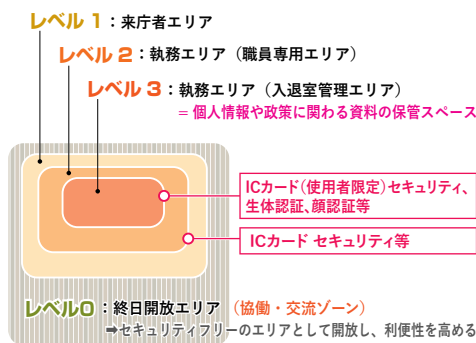 レベル 1：来庁者エリア
レベル 2：執務エリア（職員専用エリア）
レベル 3：執務エリア（入退室管理エリア）
= 個人情報や政策に関わる資料の保管スペース
ICカード（使用者限定）セキュリティ、
生体認証、顔認証等
ICカード セキュリティ等
レベル0：終日開放エリア （協働・交流ゾーン）
➡セキュリティフリーのエリアとして開放し、利便性を高める